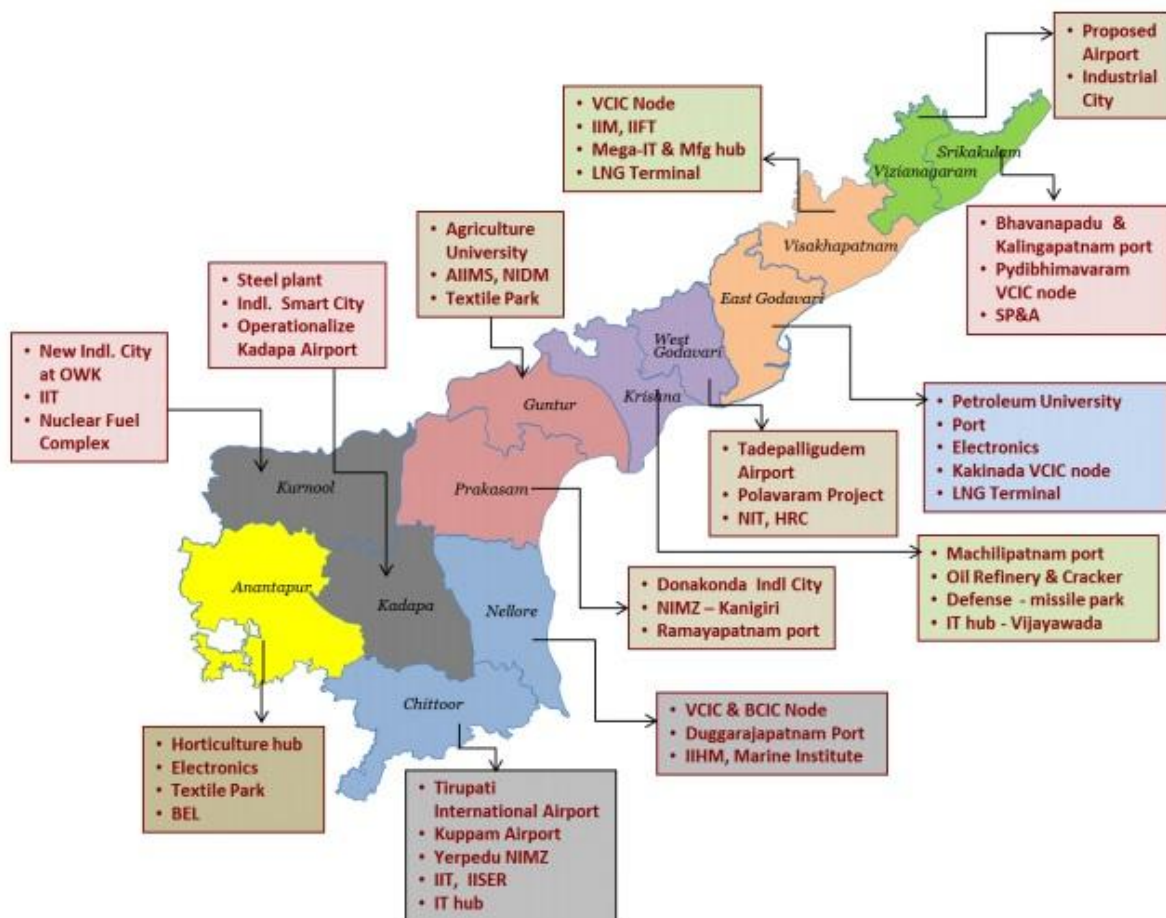 • Proposed
Airport
• Industrial
City
• VCIC Node
• IIM, IIFT
• Mega-IT & Mfg hub
• LNG Terminal
Srikakulam
Vizianagaram
• Agriculture
University
• AIIMS, NIDM
• Textile Park
Visakhapatnam
• Bhavanapadu & 
Kalingapatnam port
• Pydibhimavaram
VCIC node
• SP&A
• Steel plant
• Indl. Smart City
• Operationalize
Kadapa Airport
East Godavari
• New Indl. City
at OWK
• IIT
• Nuclear Fuel
Complex
West
Godavari
Krishna
Guntur
• Petroleum University
• Port
• Electronics
• Kakinada VCIC node
• LNG Terminal
• Tadepalligudem
Airport
• Polavaram Project
• NIT, HRC
Kurnool
Prakasam
• Machilipatnam port
• Oil Refinery & Cracker
• Defense - missile park
• IT hub - Vijayawada
Anantapur
Kadapa
Nellore
• Donakonda Indl City
• NIMZ – Kanigiri
• Ramayapatnam port
Chittoor
• VCIC & BCIC Node
• Duggarajapatnam Port
• IIHM, Marine Institute
• Horticulture hub
• Electronics
• Textile Park
• BEL
• Tirupati
International Airport
• Kuppam Airport
• Yerpedu NIMZ
• IIT, IISER
• IT hub